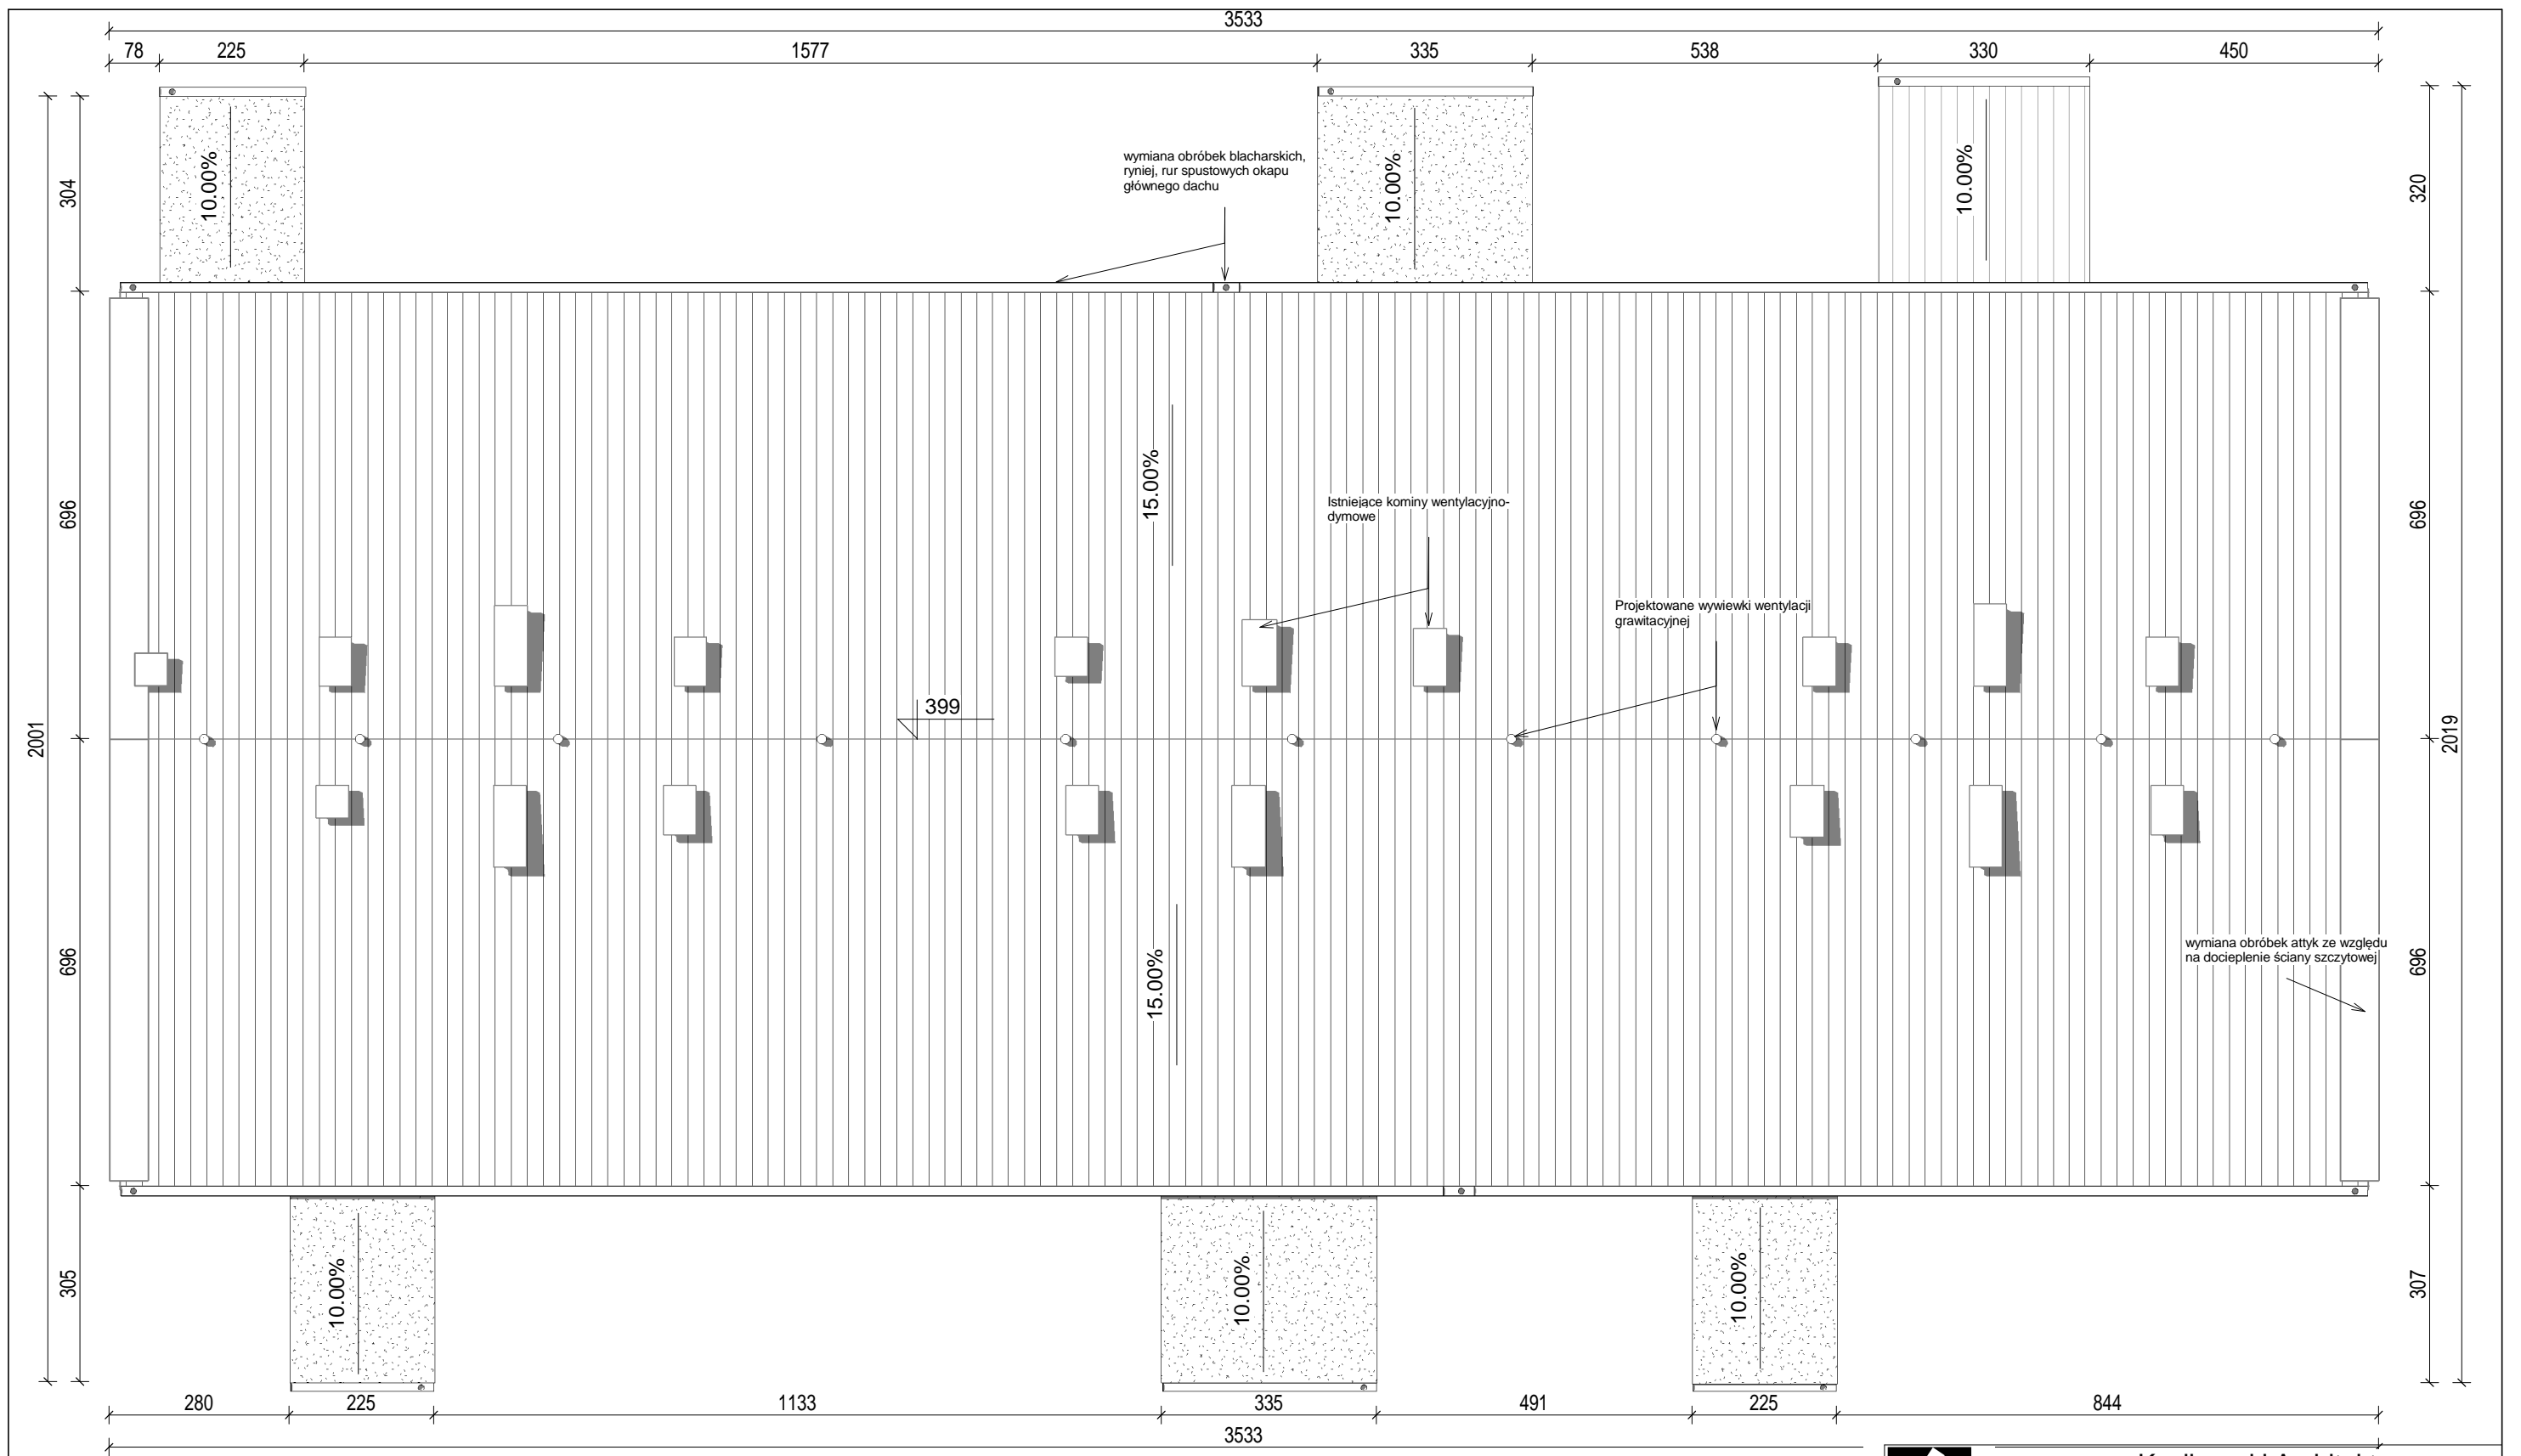 3533
78 225 1577 335 538 330 450
10.00%
10.00%
10.00%
wymiana obróbek blacharskich,
ryniej, rur spustowych okapu
głównego dachu
304
320
696
15.00%
696
Istniejące kominy wentylacyjno-
dymowe
Projektowane wywiewki wentylacji
grawitacyjnej
399
2001
2019
696
15.00%
wymiana obróbek attyk ze względu
na docieplenie ściany szczytowej
696
305
10.00%
10.00%
10.00%
307
280 225 1133 335 491 225 844
3533